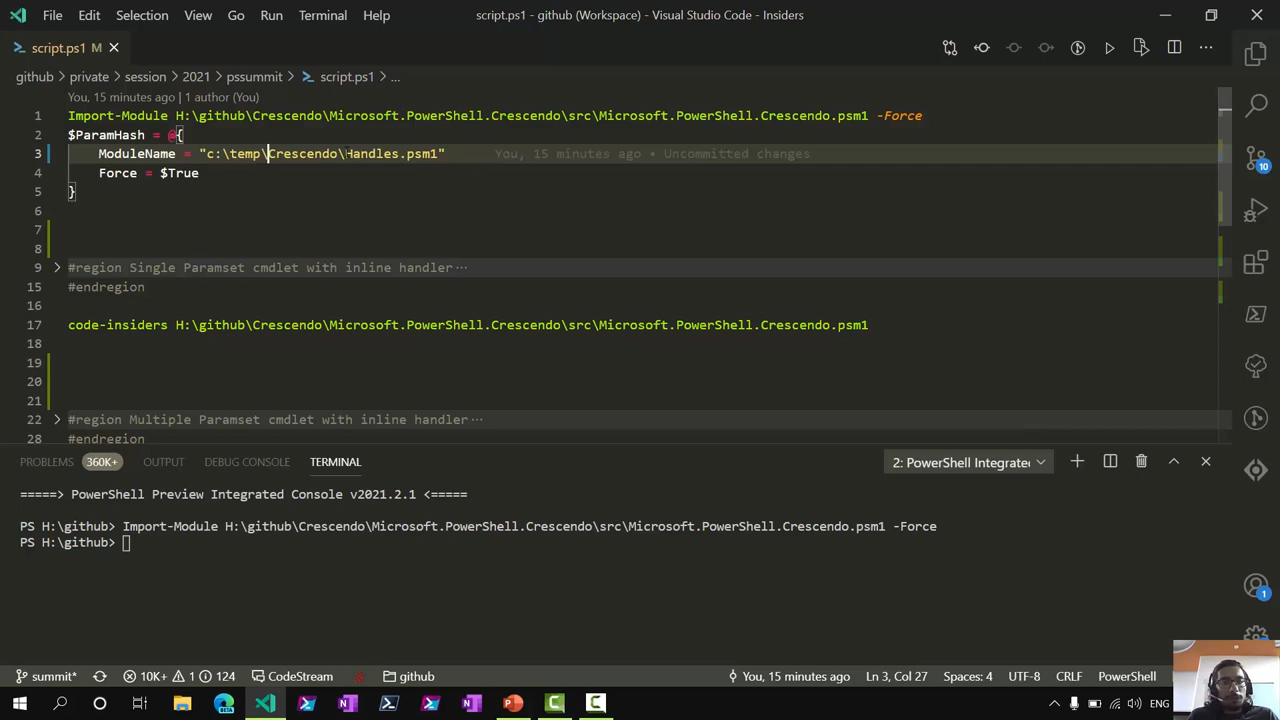 File Edit Selection View Go Run Terminal Help script.ps1 - github (Workspace) - Visual Studio Code - Insiders
script.ps1 M
github > private > session > 2021 > pssummit > script.ps1 > ...
You, 15 minutes ago | 1 author (You)
1 Import-Module H:\github\Crescendo\Microsoft.PowerShell.Crescendo\src\Microsoft.PowerShell.Crescendo.psm1 -Force
2 $ParamHash = @{
3 ModuleName = "c:\temp\Crescendo\Handles.psm1" You, 15 minutes ago • Uncommitted changes
4 Force = $True
5 }
6
7
8
9 #region Single Paramset cmdlet with inline handler...
15 #endregion
16
17 code-insiders H:\github\Crescendo\Microsoft.PowerShell.Crescendo\src\Microsoft.PowerShell.Crescendo.psm1
18
19
20
21
22 #region Multiple Paramset cmdlet with inline handler...
28 #endregion
10
PROBLEMS 360K+ OUTPUT DEBUG CONSOLE TERMINAL 2: PowerShell Integrate
=====> PowerShell Preview Integrated Console v2021.2.1 <=====
PS H:\github> Import-Module H:\github\Crescendo\Microsoft.PowerShell.Crescendo\src\Microsoft.PowerShell.Crescendo.psm1 -Force
PS H:\github>
1
summit* 10K+ 1 124 CodeStream github You, 15 minutes ago Ln 3, Col 27 Spaces: 4 UTF-8 CRLF PowerShell
ENG